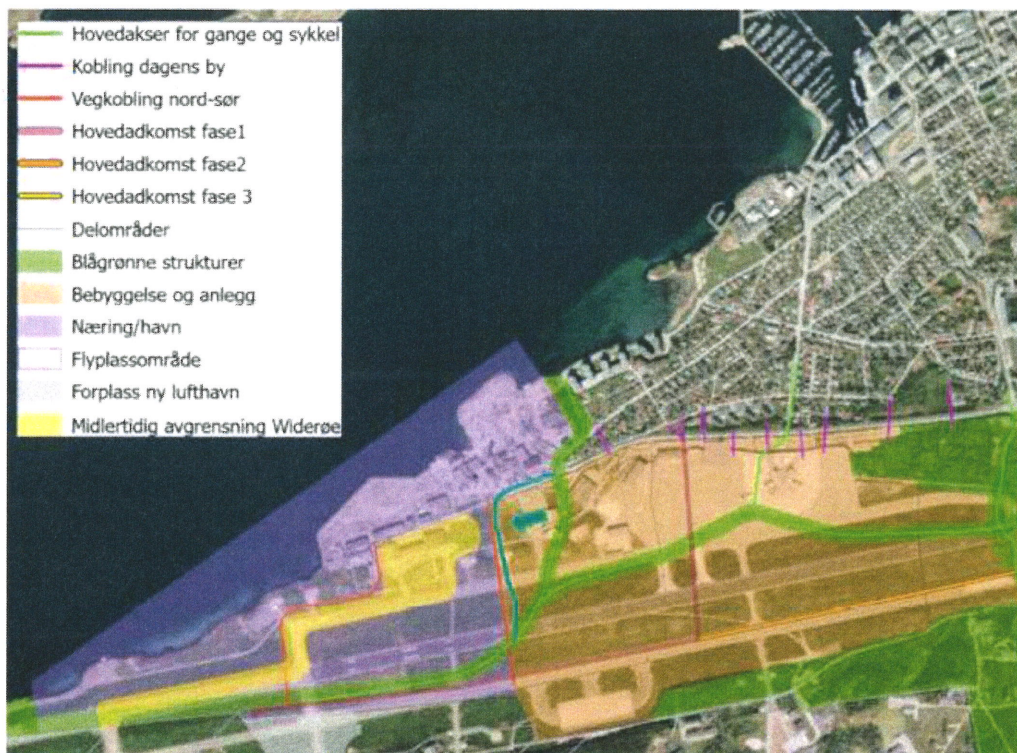 Hovedakser for gange og sykkel
Kobling dagens by
Vegkobling nord-sør
Hovedadkomst fase1
Hovedadkomst fase2
Hovedadkomst fase 3
Delområder
Blågrønne strukturer
Bebyggelse og anlegg
Næring/havn
Flyplassområde
Forplass ny lufthavn
Midlertidig avgrensning Widerøe